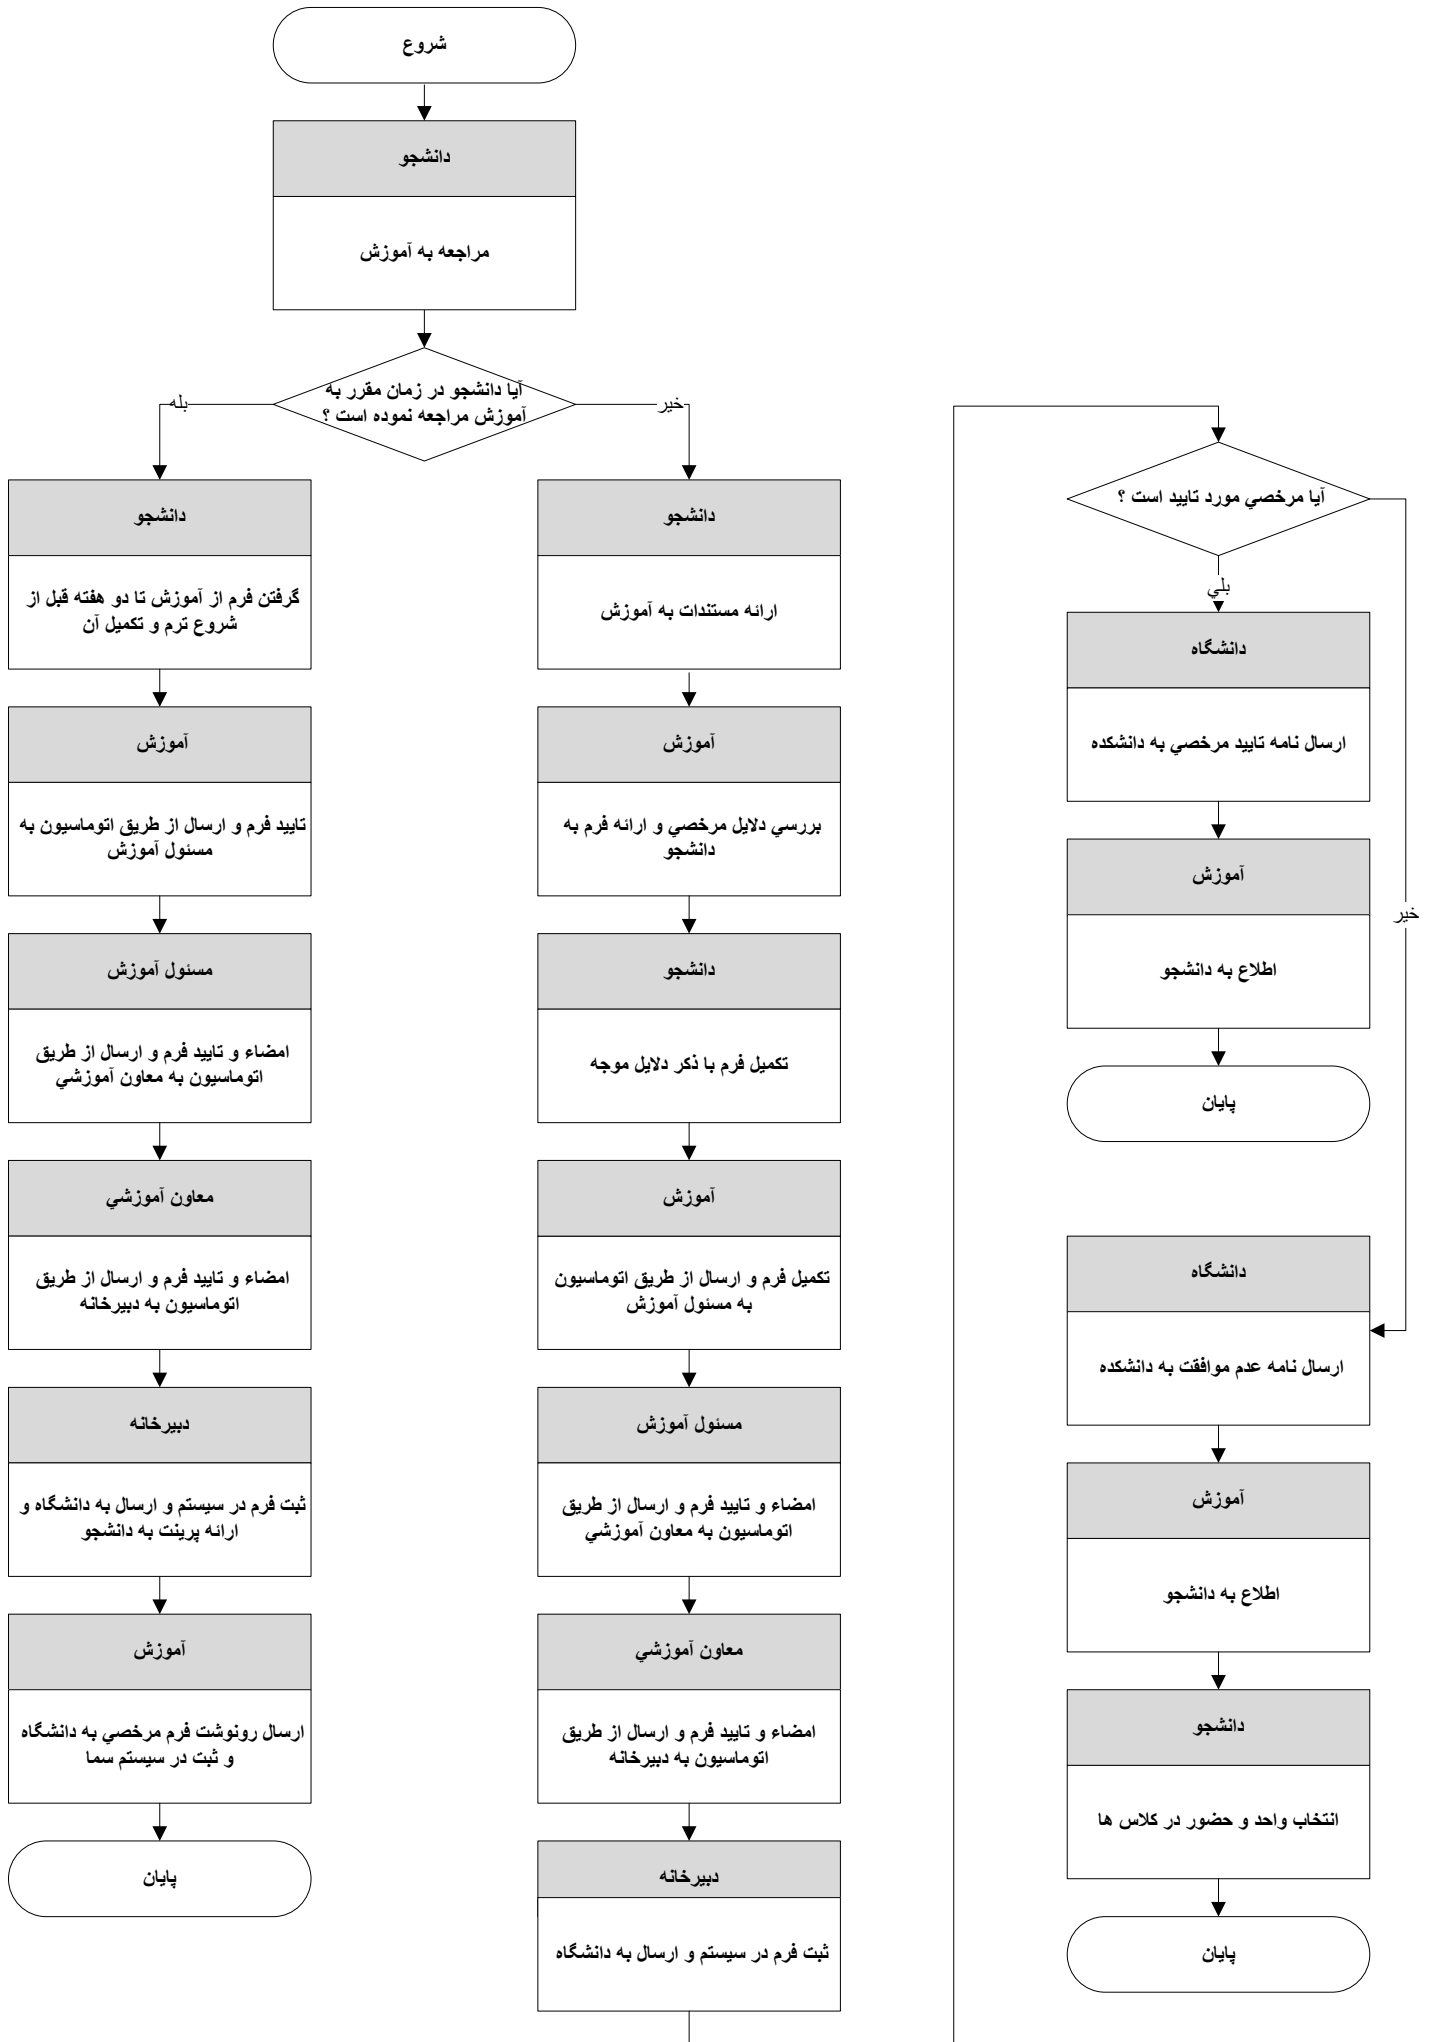 شروع
دانشجو
مراجعه به آموزش
آيا دانشجو در زمان مقرر به
آموزش مراجعه نموده است ؟
بله
خير
دانشجو
گرفتن فرم از آموزش تا دو هفته قبل از
شروع ترم و تكميل آن
آموزش
تاييد فرم و ارسال از طريق اتوماسيون به
مسئول آموزش
مسئول آموزش
امضاء و تاييد فرم و ارسال از طريق
اتوماسيون به معاون آموزشي
معاون آموزشي
امضاء و تاييد فرم و ارسال از طريق
اتوماسيون به دبيرخانه
دبيرخانه
ثبت فرم در سيستم و ارسال به دانشگاه و
ارائه پرينت به دانشجو
آموزش
ارسال رونوشت فرم مرخصي به دانشگاه
و ثبت در سيستم سما
پايان
دانشجو
ارائه مستندات به آموزش
آموزش
بررسي دلايل مرخصي و ارائه فرم به
دانشجو
دانشجو
تكميل فرم با ذكر دلايل موجه
آموزش
تكميل فرم و ارسال از طريق اتوماسيون
به مسئول آموزش
مسئول آموزش
امضاء و تاييد فرم و ارسال از طريق
اتوماسيون به معاون آموزشي
معاون آموزشي
امضاء و تاييد فرم و ارسال از طريق
اتوماسيون به دبيرخانه
دبيرخانه
ثبت فرم در سيستم و ارسال به دانشگاه
آيا مرخصي مورد تاييد است ؟
بلي
خير
دانشگاه
ارسال نامه تاييد مرخصي به دانشكده
آموزش
اطلاع به دانشجو
پايان
دانشگاه
ارسال نامه عدم موافقت به دانشكده
آموزش
اطلاع به دانشجو
دانشجو
انتخاب واحد و حضور در كلاس ها
پايان